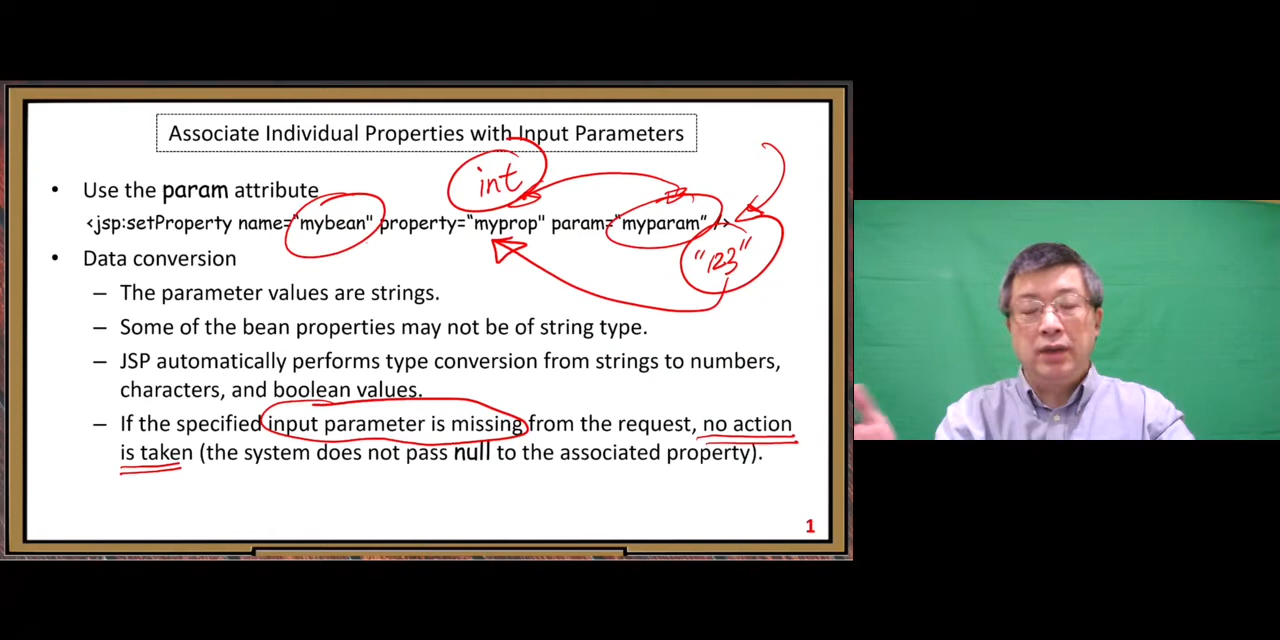 Associate Individual Properties with Input Parameters
int
• Use the param attribute
<jsp:setProperty name="mybean" property="myprop" param="myparam" />
"123"
• Data conversion
– The parameter values are strings.
– Some of the bean properties may not be of string type.
– JSP automatically performs type conversion from strings to numbers,
characters, and boolean values.
– If the specified input parameter is missing from the request, no action
is taken (the system does not pass null to the associated property).
1